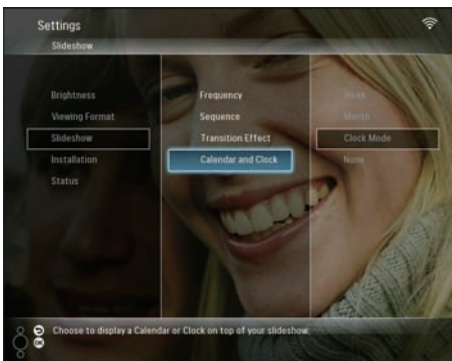 Settings
Slideshow
Brightness
Viewing Format
Slideshow
Installation
Status
Frequency
Sequence
Transition Effect
Calendar and Clock
Week
Month
Clock Mode
None
OK
Choose to display a Calendar or Clock on top of your slideshow.